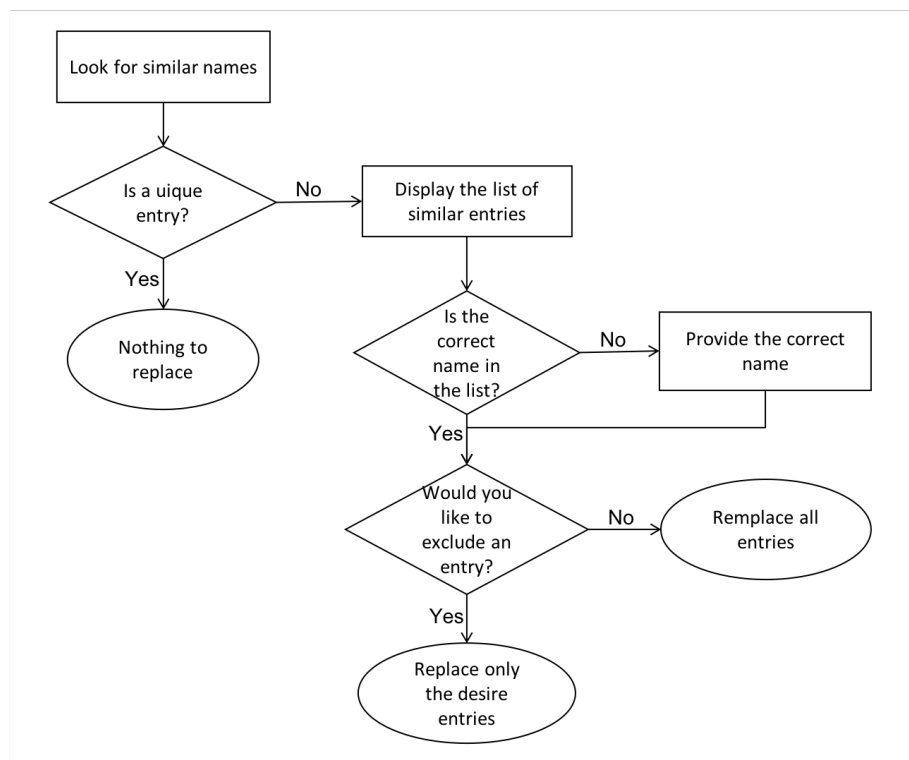 Look for similar names
Is a uique
entry?
No
Display the list of
similar entries
Yes
Nothing to
replace
Is the
correct
name in
the list?
No
Provide the correct
name
Yes
Would you
like to
exclude an
entry?
No
Remplace all
entries
Yes
Replace only
the desire
entries